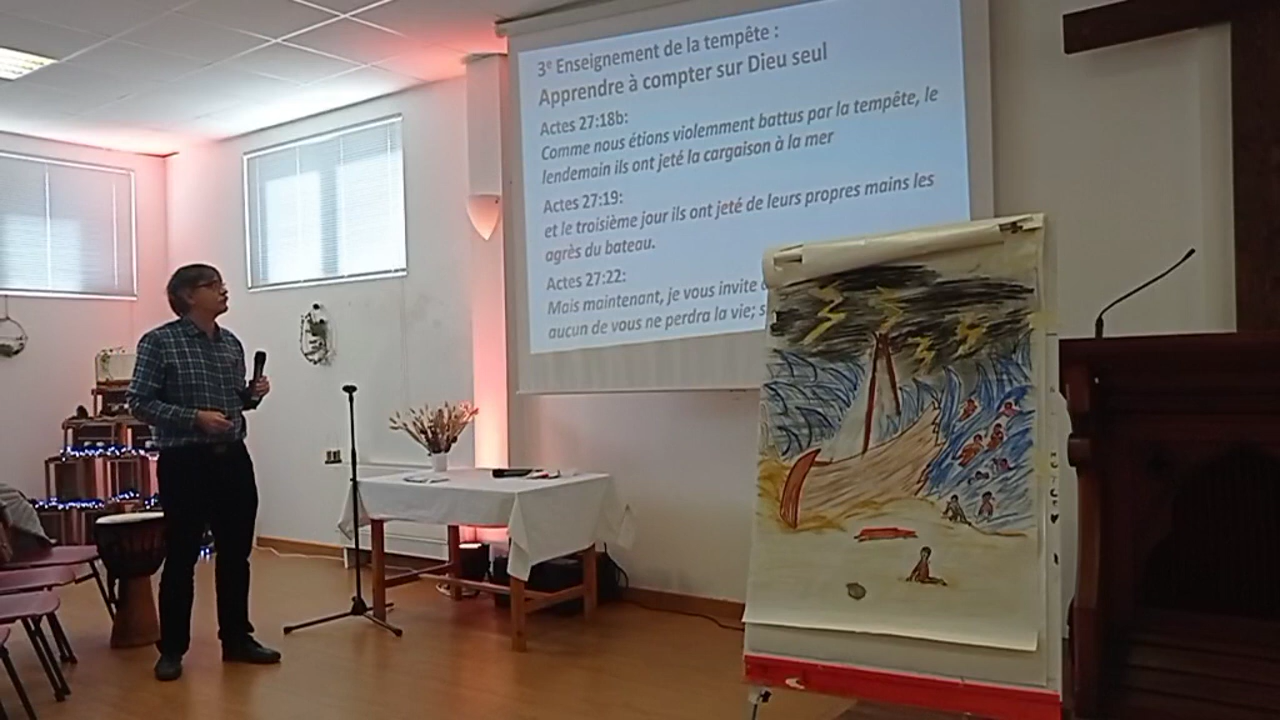 3e Enseignement de la tempête :
Apprendre à compter sur Dieu seul
Actes 27:18b:
Comme nous étions violemment battus par la tempête, le
lendemain ils ont jeté la cargaison à la mer
Actes 27:19:
et le troisième jour ils ont jeté de leurs propres mains les
agrès du bateau.
Actes 27:22:
Mais maintenant, je vous invite
aucun de vous ne perdra la vie; s